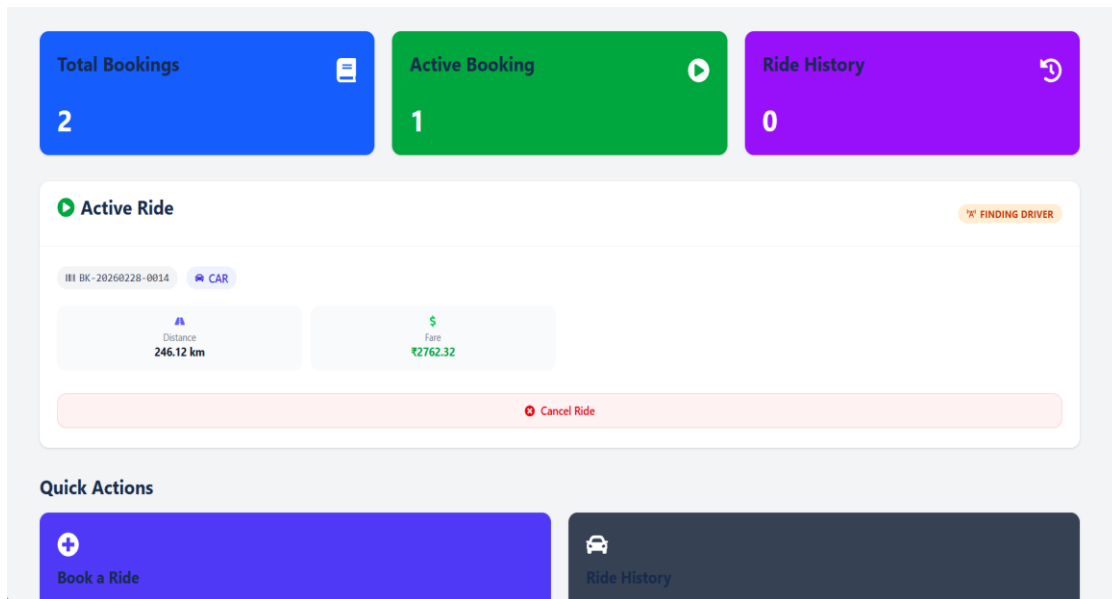 Total Bookings
2
Active Booking
1
Ride History
0
Active Ride
FINDING DRIVER
BK-20260228-0014
CAR
Distance
246.12 km
Fare
₹2762.32
Cancel Ride
Quick Actions
Book a Ride
Ride History